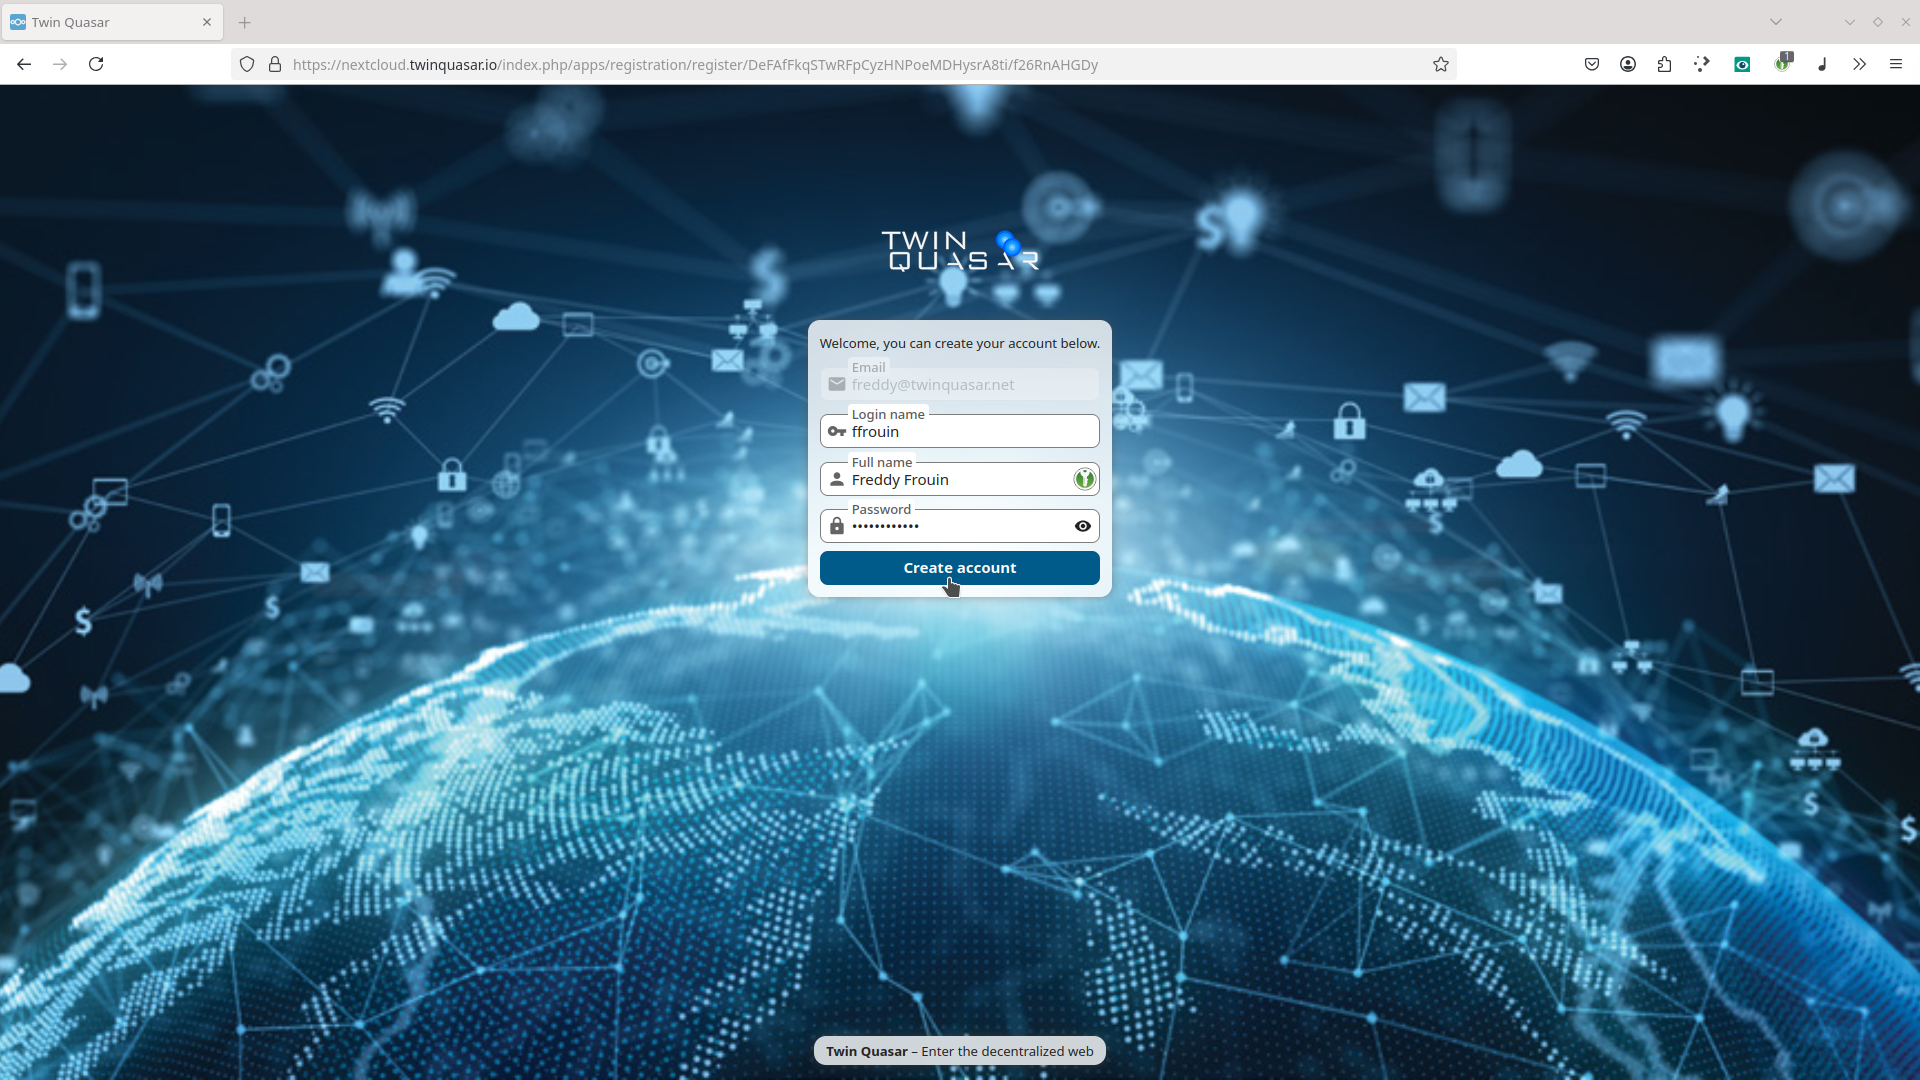 Twin Quasar
https://nextcloud.twinquasar.io/index.php/apps/registration/register/DeFAfFkqSTwRFpCyzHNPoeMDHysrA8ti/f26RnAHGDy
1
TWIN
QUASAR
Welcome, you can create your account below.
Email
freddy@twinquasar.net
Login name
ffrouin
Full name
Freddy Frouin
Password
••••••••••••
Create account
Twin Quasar – Enter the decentralized web